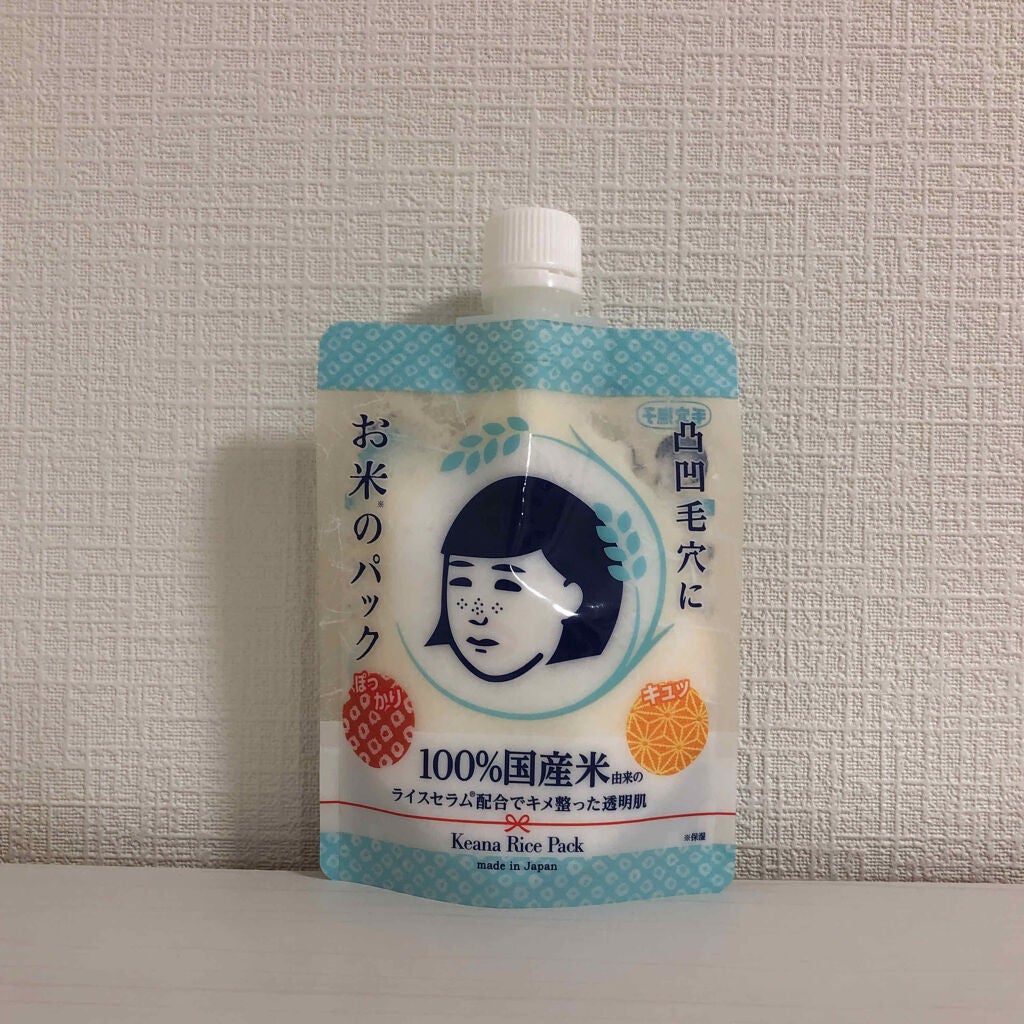 凸凹毛穴に
お米※のパック
ぽっかり
キュッ
100%国産米由来の
ライスセラム®配合でキメ整った透明肌
Keana Rice Pack
※保湿
made in Japan
毛穴撫子